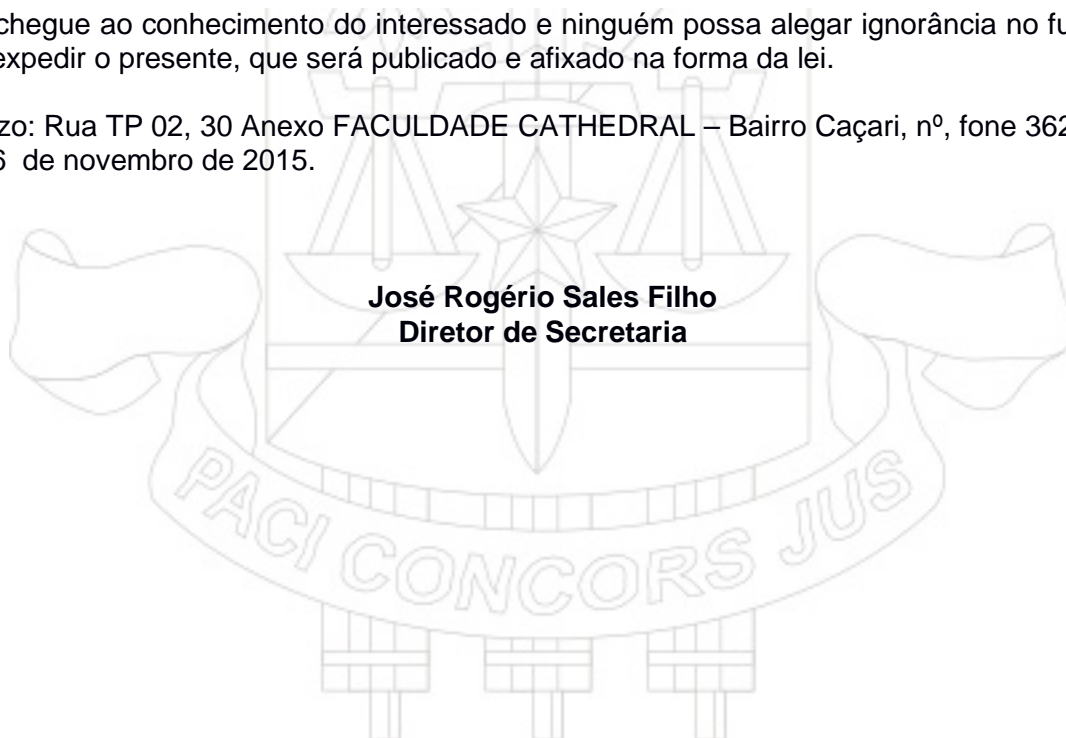 chegue ao conhecimento do interessado e ninguém possa alegar ignorância no fu
expedir o presente, que será publicado e afixado na forma da lei.
zo: Rua TP 02, 30 Anexo FACULDADE CATHEDRAL – Bairro Caçari, nº, fone 362
6 de novembro de 2015.
José Rogério Sales Filho
Diretor de Secretaria
PACI CONCORS JUS